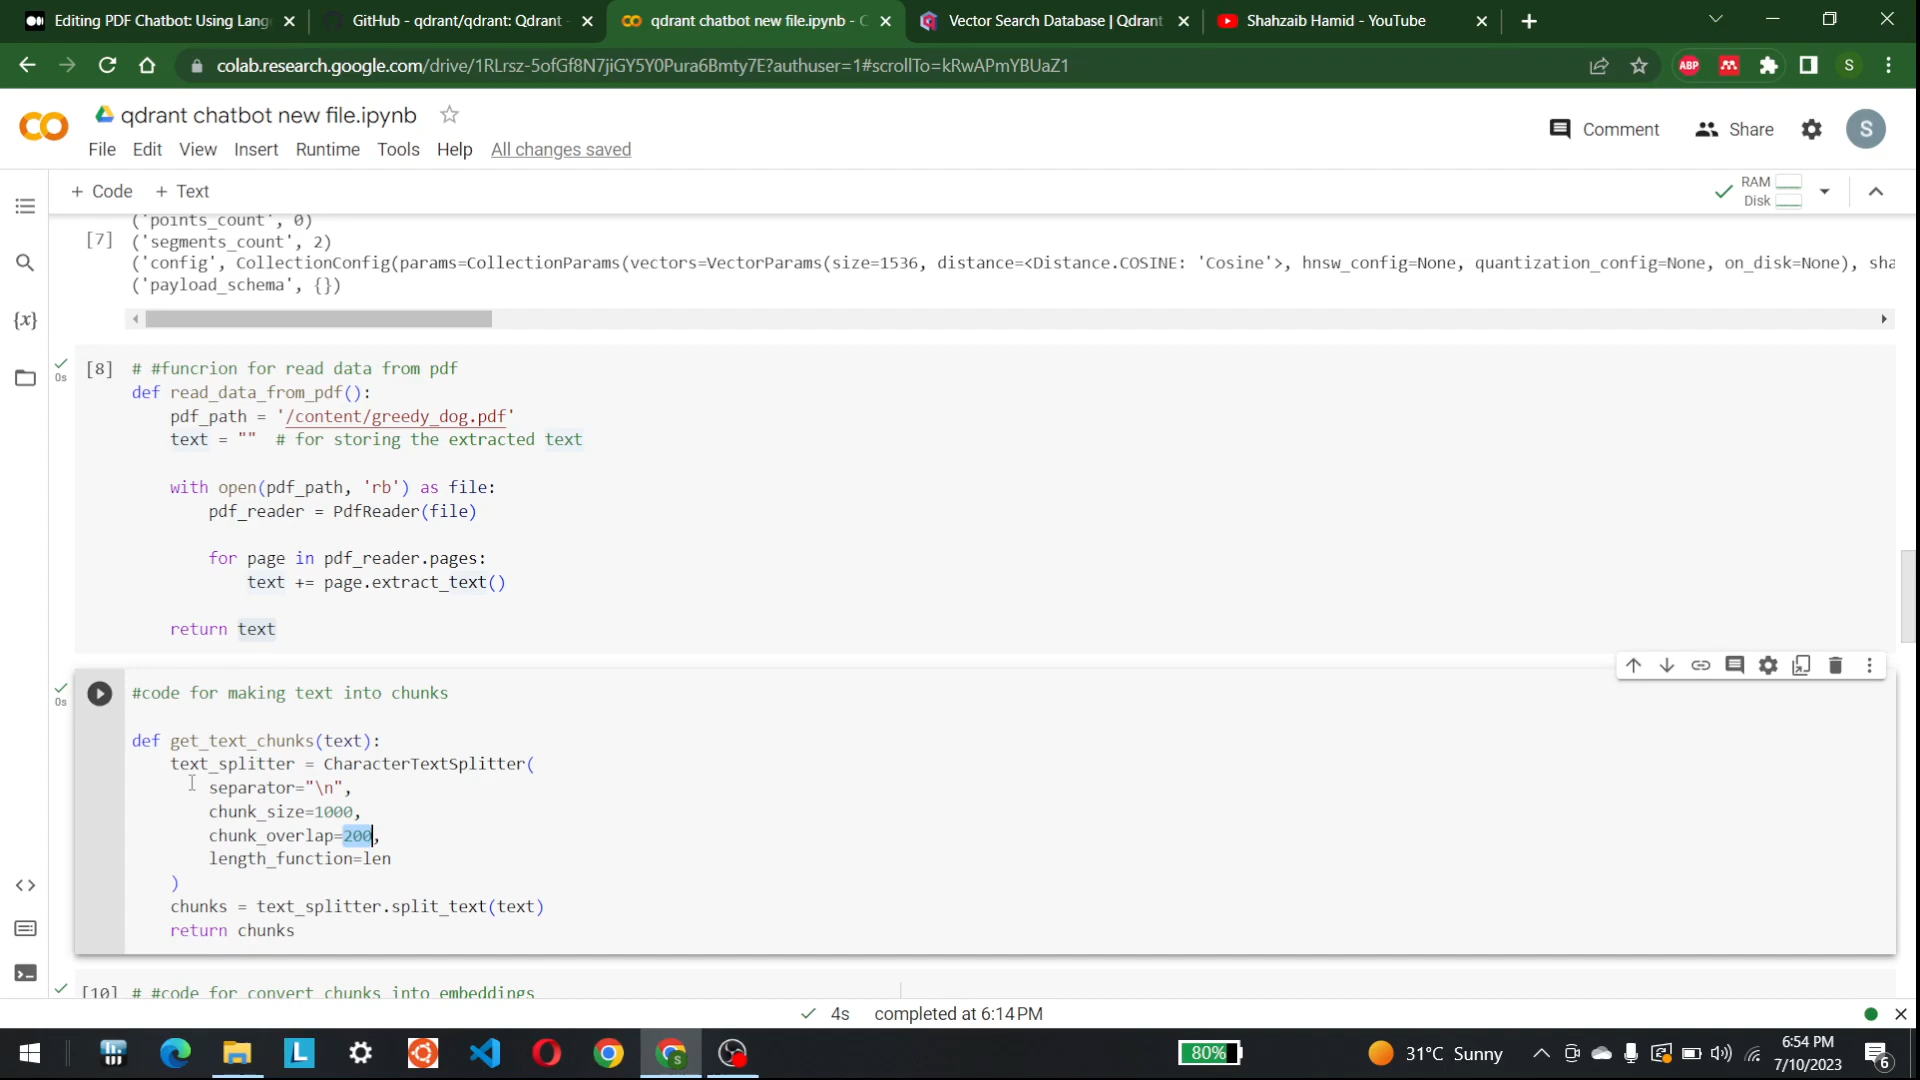 Editing PDF Chatbot: Using Lang
GitHub - qdrant/qdrant: Qdrant -
qdrant chatbot new file.ipynb - C
Vector Search Database | Qdrant
Shahzaib Hamid - YouTube
colab.research.google.com/drive/1RLrsz-5ofGf8N7jiGY5Y0Pura6Bmty7E?authuser=1#scrollTo=kRwAPmYBUaZ1
ABP
S
CO
qdrant chatbot new file.ipynb
Comment
Share
S
File Edit View Insert Runtime Tools Help All changes saved
+ Code + Text
RAM
Disk
('points_count', 0)
[7] ('segments_count', 2)
('config', CollectionConfig(params=CollectionParams(vectors=VectorParams(size=1536, distance=<Distance.COSINE: 'Cosine'>, hnsw_config=None, quantization_config=None, on_disk=None), sha
('payload_schema', {})
{x}
0s
[8] # #funcrion for read data from pdf
def read_data_from_pdf():
pdf_path = '/content/greedy_dog.pdf'
text = "" # for storing the extracted text
with open(pdf_path, 'rb') as file:
pdf_reader = PdfReader(file)
for page in pdf_reader.pages:
text += page.extract_text()
return text
0s
#code for making text into chunks
def get_text_chunks(text):
text_splitter = CharacterTextSplitter(
separator="\n",
chunk_size=1000,
chunk_overlap=200,
length_function=len
)
chunks = text_splitter.split_text(text)
return chunks
[10] # #code for convert chunks into embeddings
4s completed at 6:14 PM
L
S
80%
31°C Sunny
6:54 PM
7/10/2023
6